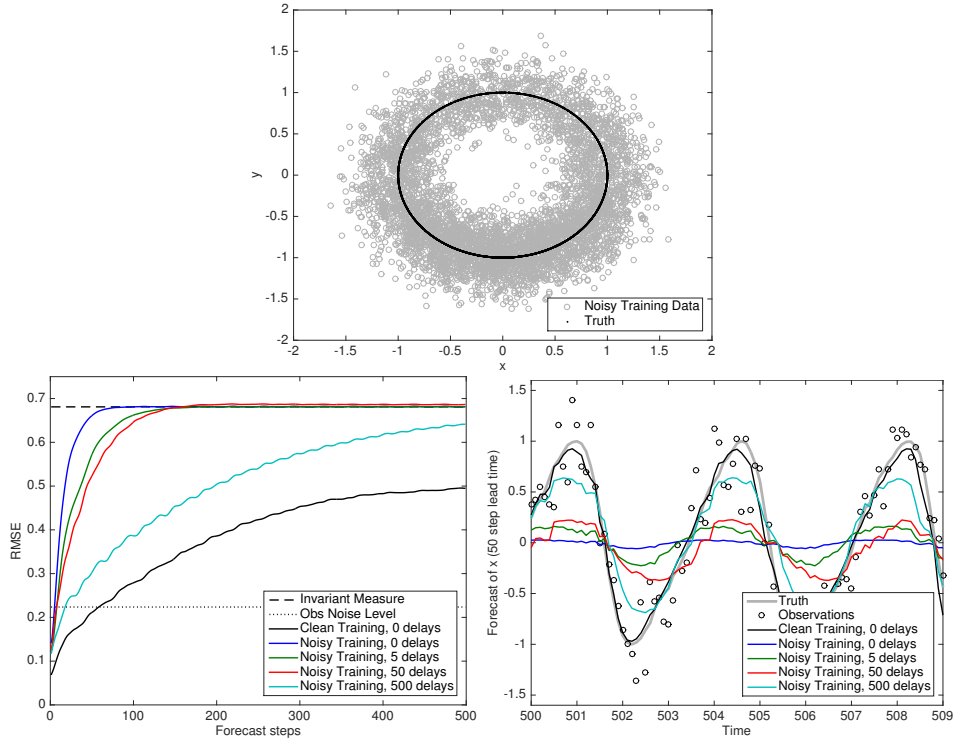 2
1.5
1
0.5
0
-0.5
-1
-1.5
-2
y
-2 -1.5 -1 -0.5 0 0.5 1 1.5 2
x
Noisy Training Data
Truth
0.7
0.6
0.5
0.4
0.3
0.2
0.1
0
RMSE
0 100 200 300 400 500
Forecast steps
Invariant Measure
Obs Noise Level
Clean Training, 0 delays
Noisy Training, 0 delays
Noisy Training, 5 delays
Noisy Training, 50 delays
Noisy Training, 500 delays
1.5
1
0.5
0
-0.5
-1
-1.5
Forecast of x (50 step lead time)
500 501 502 503 504 505 506 507 508 509
Time
Truth
Observations
Clean Training, 0 delays
Noisy Training, 0 delays
Noisy Training, 5 delays
Noisy Training, 50 delays
Noisy Training, 500 delays